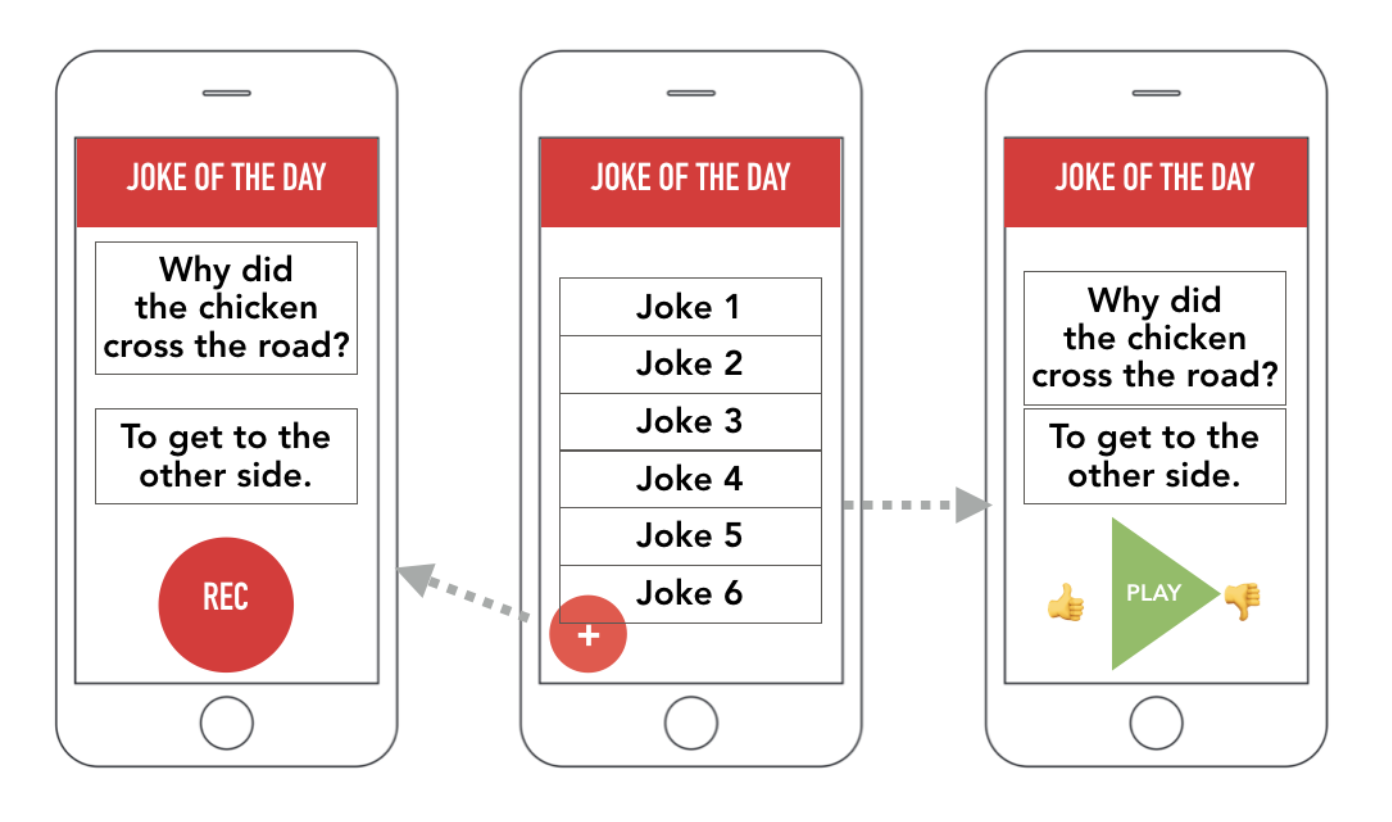 JOKE OF THE DAY
Why did
the chicken
cross the road?
To get to the
other side.
REC
JOKE OF THE DAY
Joke 1
Joke 2
Joke 3
Joke 4
Joke 5
Joke 6
+
JOKE OF THE DAY
Why did
the chicken
cross the road?
To get to the
other side.
PLAY